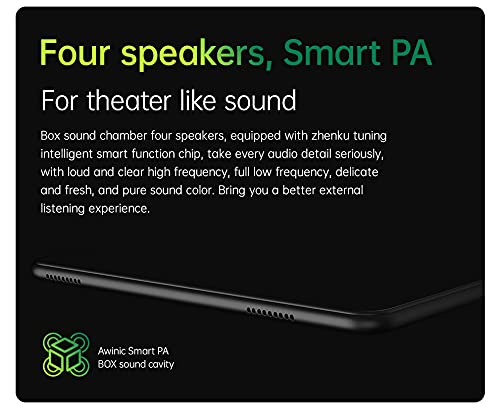 Four speakers, Smart PA
For theater like sound
Box sound chamber four speakers, equipped with zhenku tuning
intelligent smart function chip, take every audio detail seriously,
with loud and clear high frequency, full low frequency, delicate
and fresh, and pure sound color. Bring you a better external
listening experience.
Awinic Smart PA
BOX sound cavity